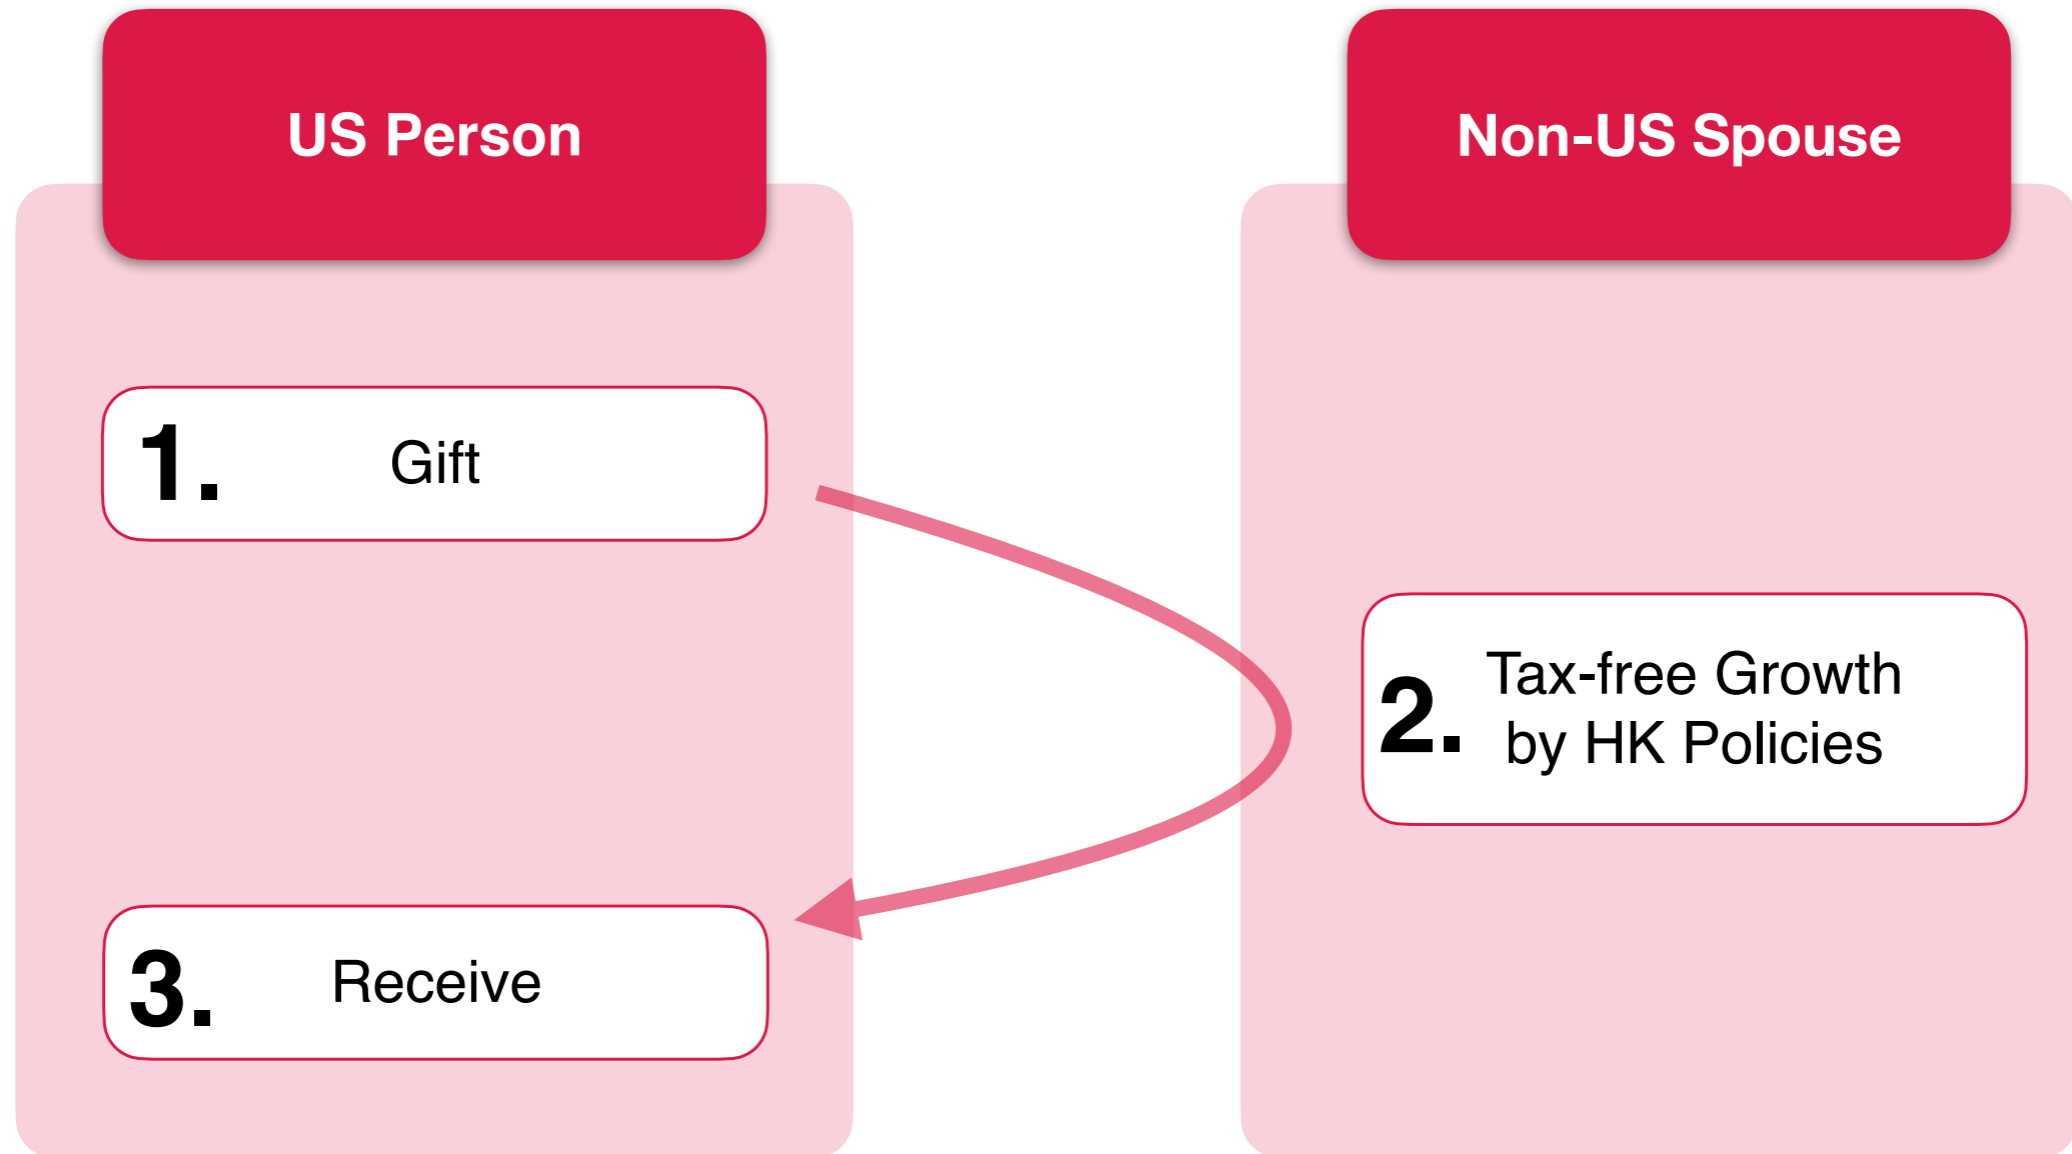 US Person
Non-US Spouse
1. Gift
2. Tax-free Growth
by HK Policies
3. Receive